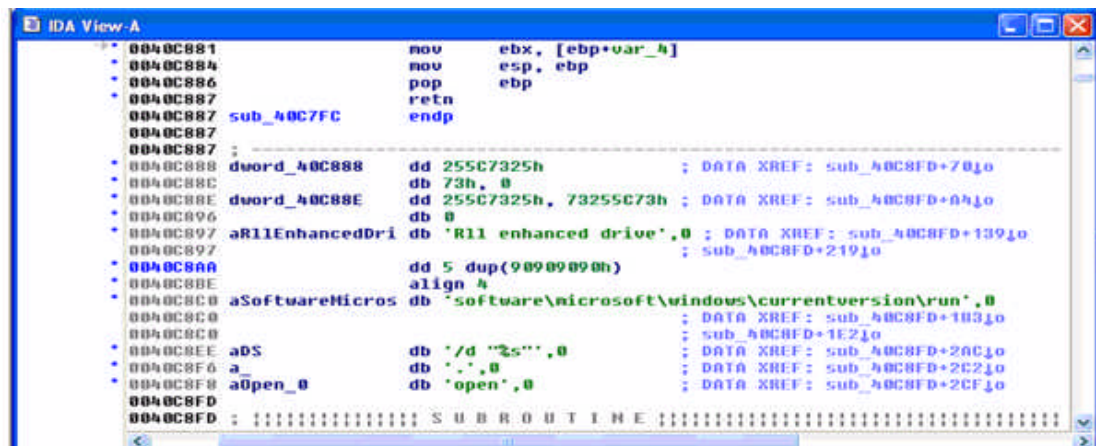 IDA View-A
0040C881 mov ebx, [ebp+var_4]
0040C884 mov esp, ebp
0040C886 pop ebp
0040C887 retn
0040C887 sub_40C7FC endp
0040C887
0040C887 ; ---------------------------------------------------------------------------
0040C888 dword_40C888 dd 255C7325h ; DATA XREF: sub_40C8FD+70↓o
0040C88C db 73h, 0
0040C88E dword_40C88E dd 255C7325h, 73255C73h ; DATA XREF: sub_40C8FD+A4↓o
0040C896 db 0
0040C897 aRllEnhancedDri db 'Rll enhanced drive',0 ; DATA XREF: sub_40C8FD+139↓o
0040C897 ; sub_40C8FD+219↓o
0040C8AA dd 5 dup(90909090h)
0040C8BE align 4
0040C8C0 aSoftwareMicros db 'software\microsoft\windows\currentversion\run',0
0040C8C0 ; DATA XREF: sub_40C8FD+183↓o
0040C8C0 ; sub_40C8FD+1E2↓o
0040C8EE aDS db '/d "%s"',0 ; DATA XREF: sub_40C8FD+2AC↓o
0040C8F6 a_ db '.',0 ; DATA XREF: sub_40C8FD+2C2↓o
0040C8F8 aOpen_0 db 'open',0 ; DATA XREF: sub_40C8FD+2CF↓o
0040C8FD
0040C8FD ; ¦¦¦¦¦¦¦¦¦¦¦¦¦¦¦ S U B R O U T I N E ¦¦¦¦¦¦¦¦¦¦¦¦¦¦¦¦¦¦¦¦¦¦¦¦¦¦¦¦¦¦¦¦¦¦¦¦¦¦¦